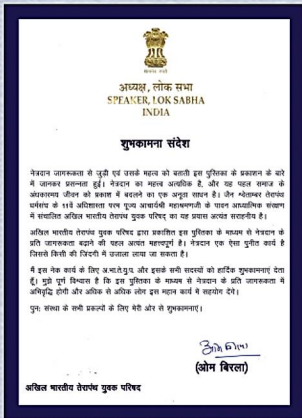 अध्यक्ष, लोक सभा
SPEAKER, LOK SABHA
INDIA
शुभकामना संदेश
नेत्रदान जागरूकता से जुड़ी एवं उसके महत्व को बताती इस पुस्तिका के प्रकाशन के बारे
में जानकर प्रसन्नता हुई। नेत्रदान का महत्व अत्यधिक है, और यह पहल समाज के
अंधकारमय जीवन को प्रकाश में बदलने का एक अनूठा साधन है। जैन श्वेताम्बर तेरापंथ
धर्मसंघ के 11वें अधिशास्ता परम पूज्य आचार्यश्री महाश्रमणजी के पावन आध्यात्मिक संरक्षण
में संचालित अखिल भारतीय तेरापंथ युवक परिषद का यह प्रयास अत्यंत सराहनीय है।
अखिल भारतीय तेरापंथ युवक परिषद द्वारा प्रकाशित इस पुस्तिका के माध्यम से नेत्रदान के
प्रति जागरूकता बढ़ाने की पहल अत्यंत महत्वपूर्ण है। नेत्रदान एक ऐसा पुनीत कार्य है
जिससे किसी की जिंदगी में उजाला लाया जा सकता है।
मैं इस नेक कार्य के लिए अ.भा.ते.यु.प. और इसके सभी सदस्यों को हार्दिक शुभकामनाएं देता
हूँ। मुझे पूर्ण विश्वास है कि इस पुस्तिका के माध्यम से नेत्रदान के प्रति जागरूकता में
अभिवृद्धि होगी और अधिक से अधिक लोग इस महान कार्य में सहयोग देंगे।
पुनः संस्था के सभी प्रकल्पों के लिए मेरी ओर से शुभकामनाएं।
(ओम बिरला)
अखिल भारतीय तेरापंथ युवक परिषद